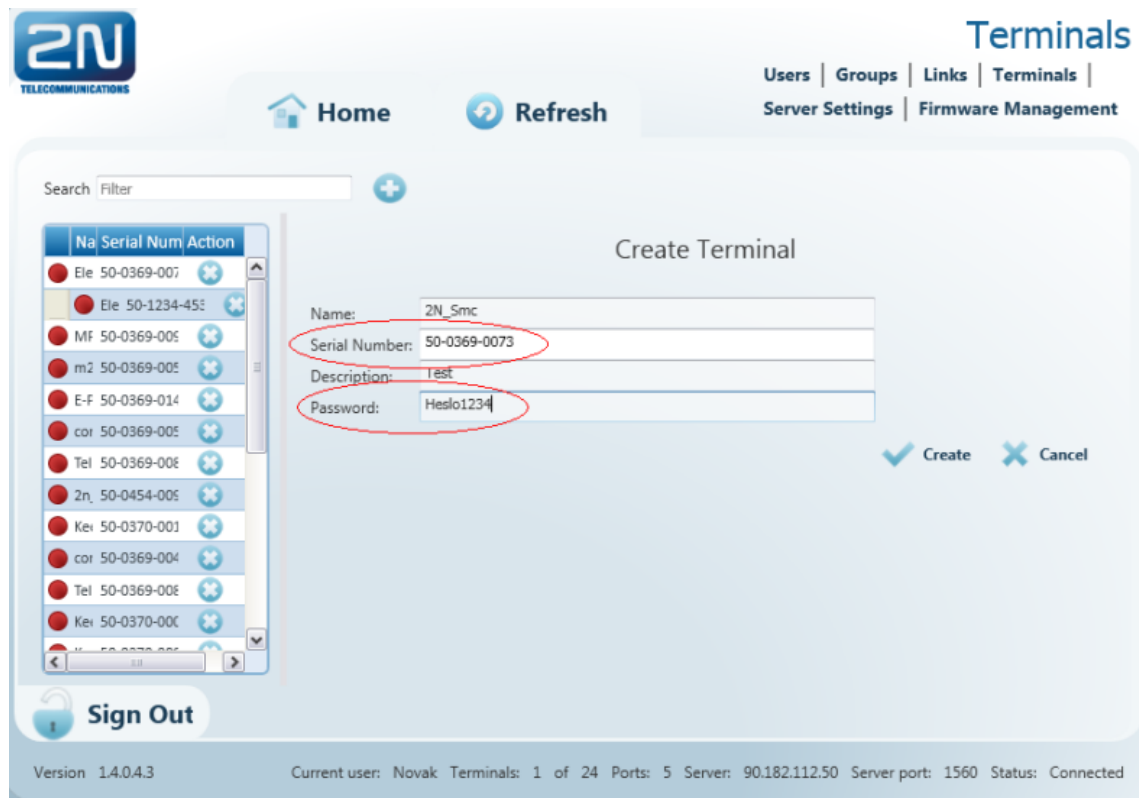 2N
TELECOMMUNICATIONS
Terminals
Users | Groups | Links | Terminals |
Server Settings | Firmware Management
Home
Refresh
Search Filter
Na Serial Num Action
Ele 50-0369-007
Ele 50-1234-453
MF 50-0369-009
m2 50-0369-005
E-F 50-0369-014
cor 50-0369-005
Tel 50-0369-008
2n_ 50-0454-009
Ke 50-0370-001
cor 50-0369-004
Tel 50-0369-008
Ke 50-0370-000
Create Terminal
Name: 2N_Smc
Serial Number: 50-0369-0073
Description: Test
Password: Heslo1234
Create Cancel
Sign Out
Version 1.4.0.4.3 Current user: Novak Terminals: 1 of 24 Ports: 5 Server: 90.182.112.50 Server port: 1560 Status: Connected